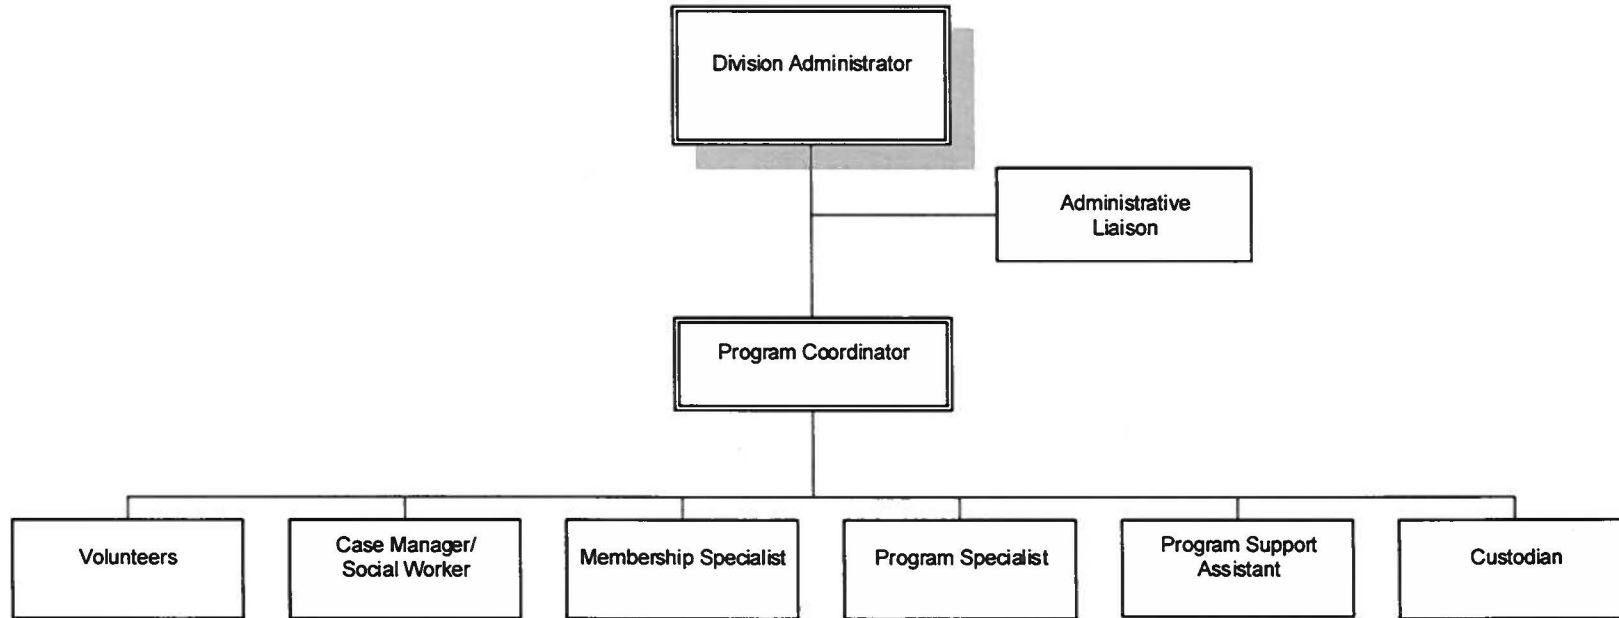 Division Administrator
Administrative
Liaison
Program Coordinator
Volunteers
Case Manager/
Social Worker
Membership Specialist
Program Specialist
Program Support
Assistant
Custodian